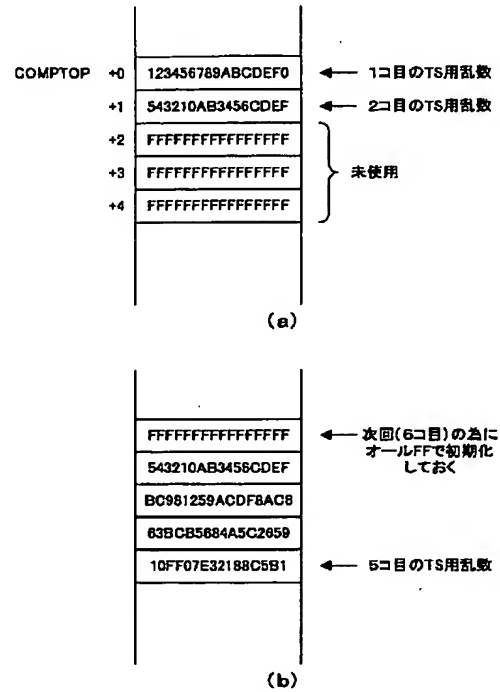 COMPTOP +0 123456789ABCDEF0 1コ目のTS用乱数
+1 543210AB3456CDEF 2コ目のTS用乱数
+2 FFFFFFFFFFFFFFFF
+3 FFFFFFFFFFFFFFFF 未使用
+4 FFFFFFFFFFFFFFFF
(a)
FFFFFFFFFFFFFFFF 次回(6コ目)の為に
オールFFで初期化
しておく
543210AB3456CDEF
BC981259ACDF8AC8
63BCB5684A5C2659
10FF07E32188C5B1 5コ目のTS用乱数
(b)